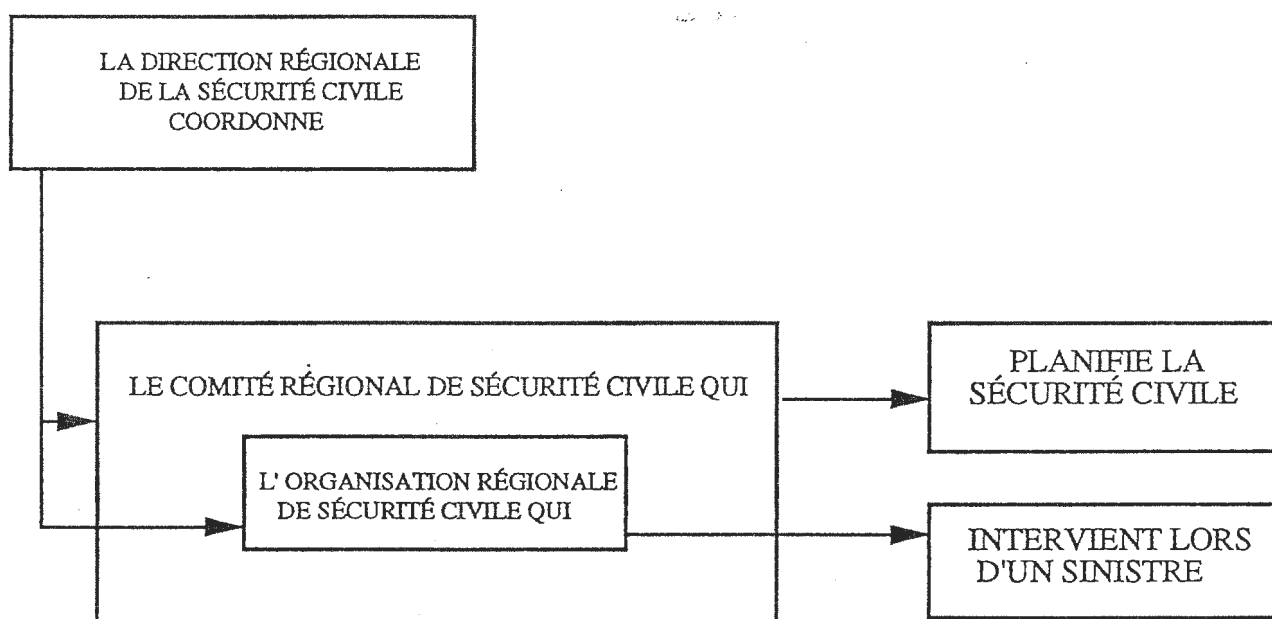 LA DIRECTION RÉGIONALE
DE LA SÉCURITÉ CIVILE
COORDONNE
LE COMITÉ RÉGIONAL DE SÉCURITÉ CIVILE QUI
PLANIFIE LA
SÉCURITÉ CIVILE
L' ORGANISATION RÉGIONALE
DE SÉCURITÉ CIVILE QUI
INTERVIENT LORS
D'UN SINISTRE